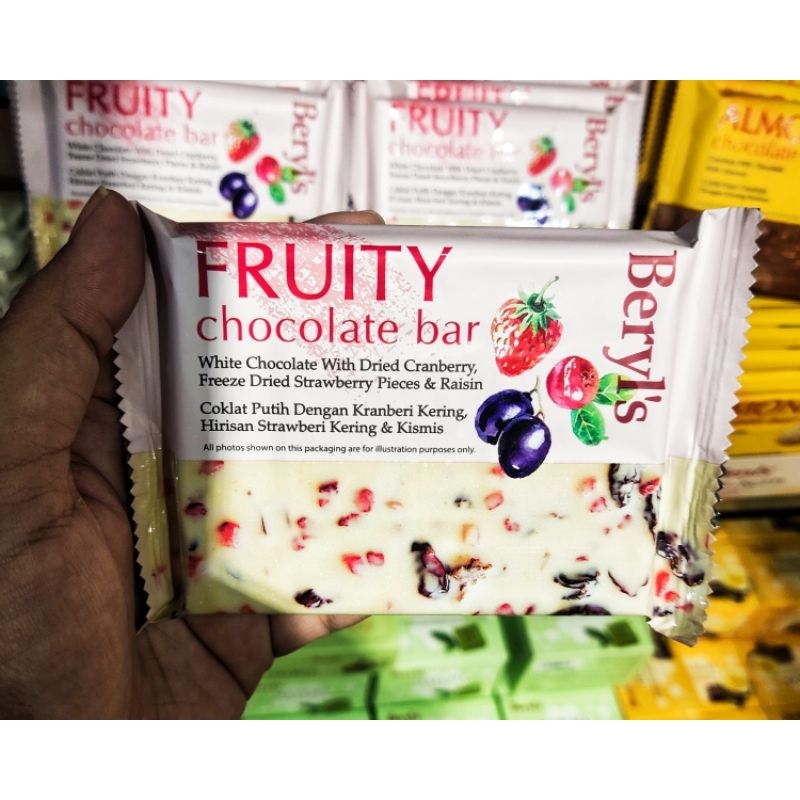 FRUITY
chocolate bar
Beryl's
FRUITY
FRUITY
chocolate bar
Beryl's
chocolate
FRUITY
chocolate bar
White Chocolate With Dried Cranberry,
Freeze Dried Strawberry Pieces & Raisin
Coklat Putih Dengan Kranberi Kering,
Hirisan Strawberi Kering & Kismis
All photos shown on this packaging are for illustration purposes only.
Beryl's